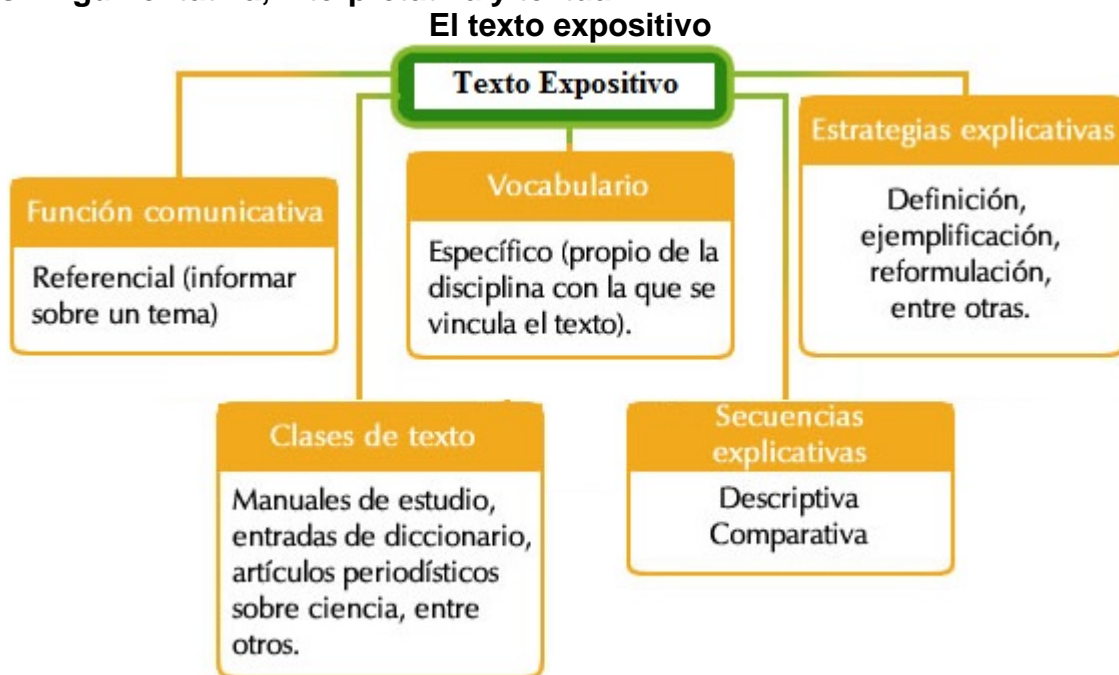 El texto expositivo
Texto Expositivo
Función comunicativa
Referencial (informar
sobre un tema)
Vocabulario
Específico (propio de la
disciplina con la que se
vincula el texto).
Estrategias explicativas
Definición,
ejemplificación,
reformulación,
entre otras.
Clases de texto
Manuales de estudio,
entradas de diccionario,
artículos periodísticos
sobre ciencia, entre
otros.
Secuencias
explicativas
Descriptiva
Comparativa